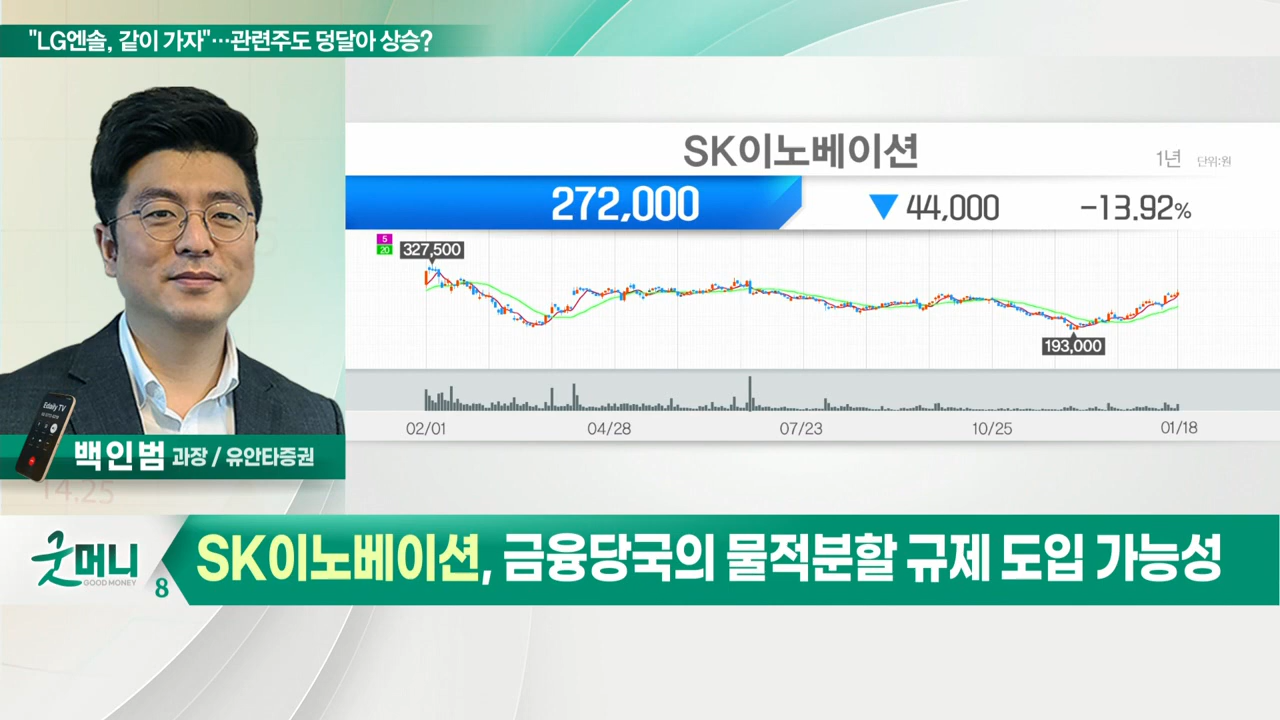 "LG엔솔, 같이 가자"…관련주도 덩달아 상승?
SK이노베이션
1년 단위:원
272,000 ▼ 44,000 -13.92%
5
20
327,500
193,000
02/01 04/28 07/23 10/25 01/18
Edaily TV
백인범 과장 / 유안타증권
14.25
굿머니
GOOD MONEY
8
SK이노베이션, 금융당국의 물적분할 규제 도입 가능성